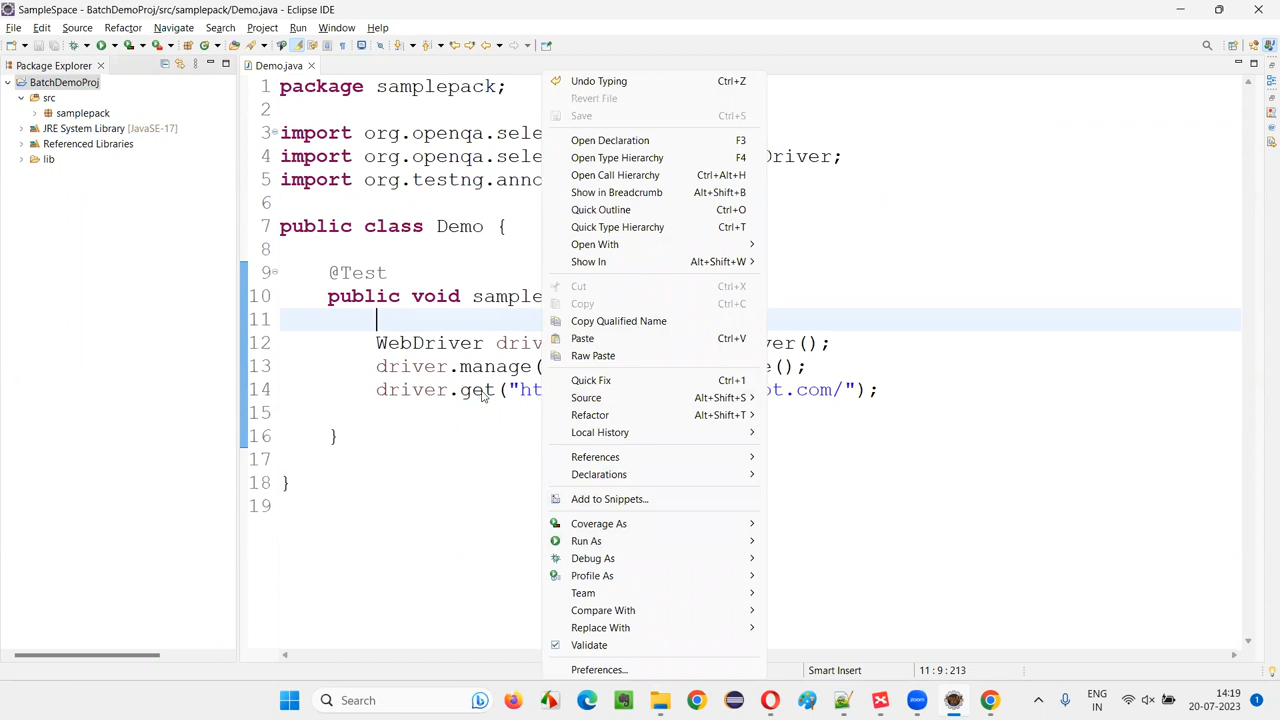 SampleSpace - BatchDemoProj/src/samplepack/Demo.java - Eclipse IDE
File Edit Source Refactor Navigate Search Project Run Window Help
Package Explorer
BatchDemoProj
src
samplepack
JRE System Library [JavaSE-17]
Referenced Libraries
lib
Demo.java
1 package samplepack;
2
3 import org.openqa.sele
4 import org.openqa.sele Driver;
5 import org.testng.anno
6
7 public class Demo {
8
9 @Test
10 public void sample
11
12 WebDriver driv ver();
13 driver.manage( e();
14 driver.get("ht ot.com/");
15
16 }
17
18 }
19
Undo Typing Ctrl+Z
Revert File
Save Ctrl+S
Open Declaration F3
Open Type Hierarchy F4
Open Call Hierarchy Ctrl+Alt+H
Show in Breadcrumb Alt+Shift+B
Quick Outline Ctrl+O
Quick Type Hierarchy Ctrl+T
Open With
Show In Alt+Shift+W
Cut Ctrl+X
Copy Ctrl+C
Copy Qualified Name
Paste Ctrl+V
Raw Paste
Quick Fix Ctrl+1
Source Alt+Shift+S
Refactor Alt+Shift+T
Local History
References
Declarations
Add to Snippets...
Coverage As
Run As
Debug As
Profile As
Team
Compare With
Replace With
Validate
Preferences...
Smart Insert 11 : 9 : 213
Search
zoom
ENG
IN
14:19
20-07-2023
1